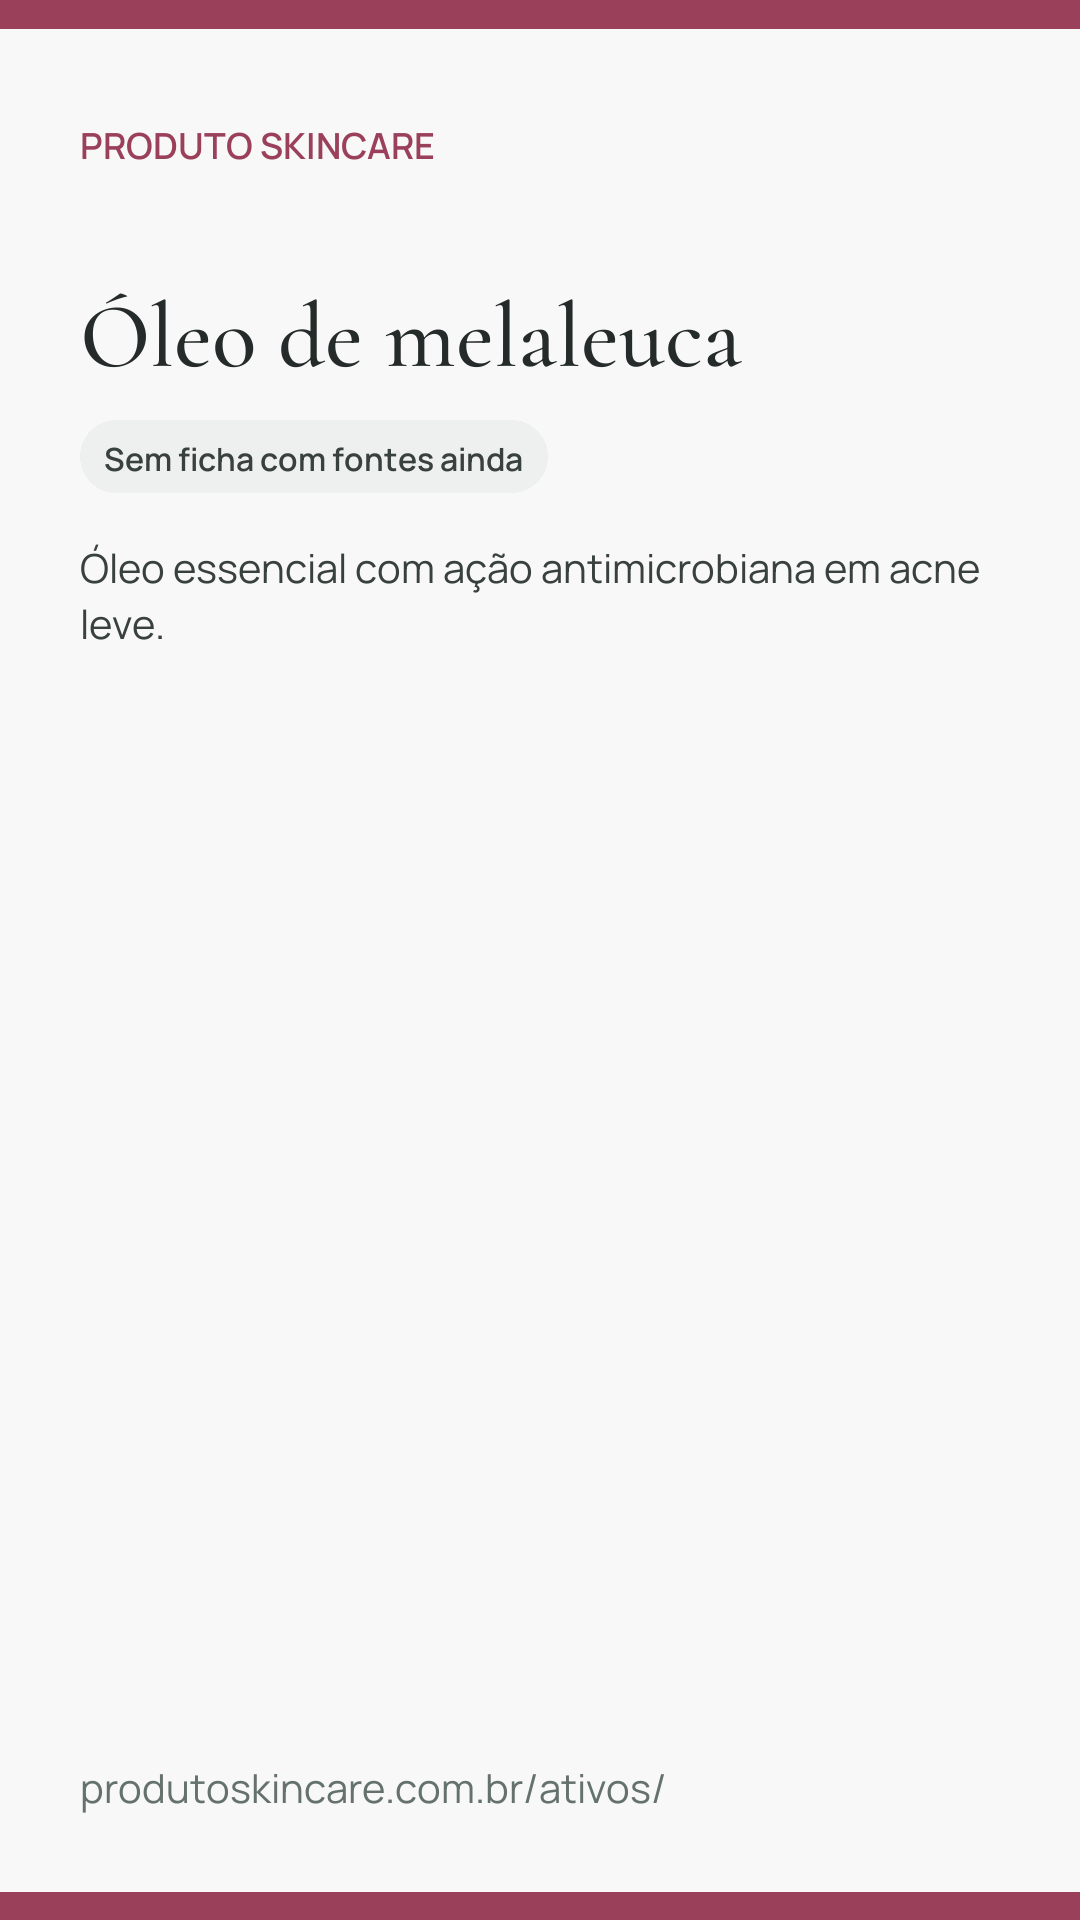 PRODUTO SKINCARE
Óleo de melaleuca
Sem ficha com fontes ainda
Óleo essencial com ação antimicrobiana em acne
leve.
produtoskincare.com.br/ativos/